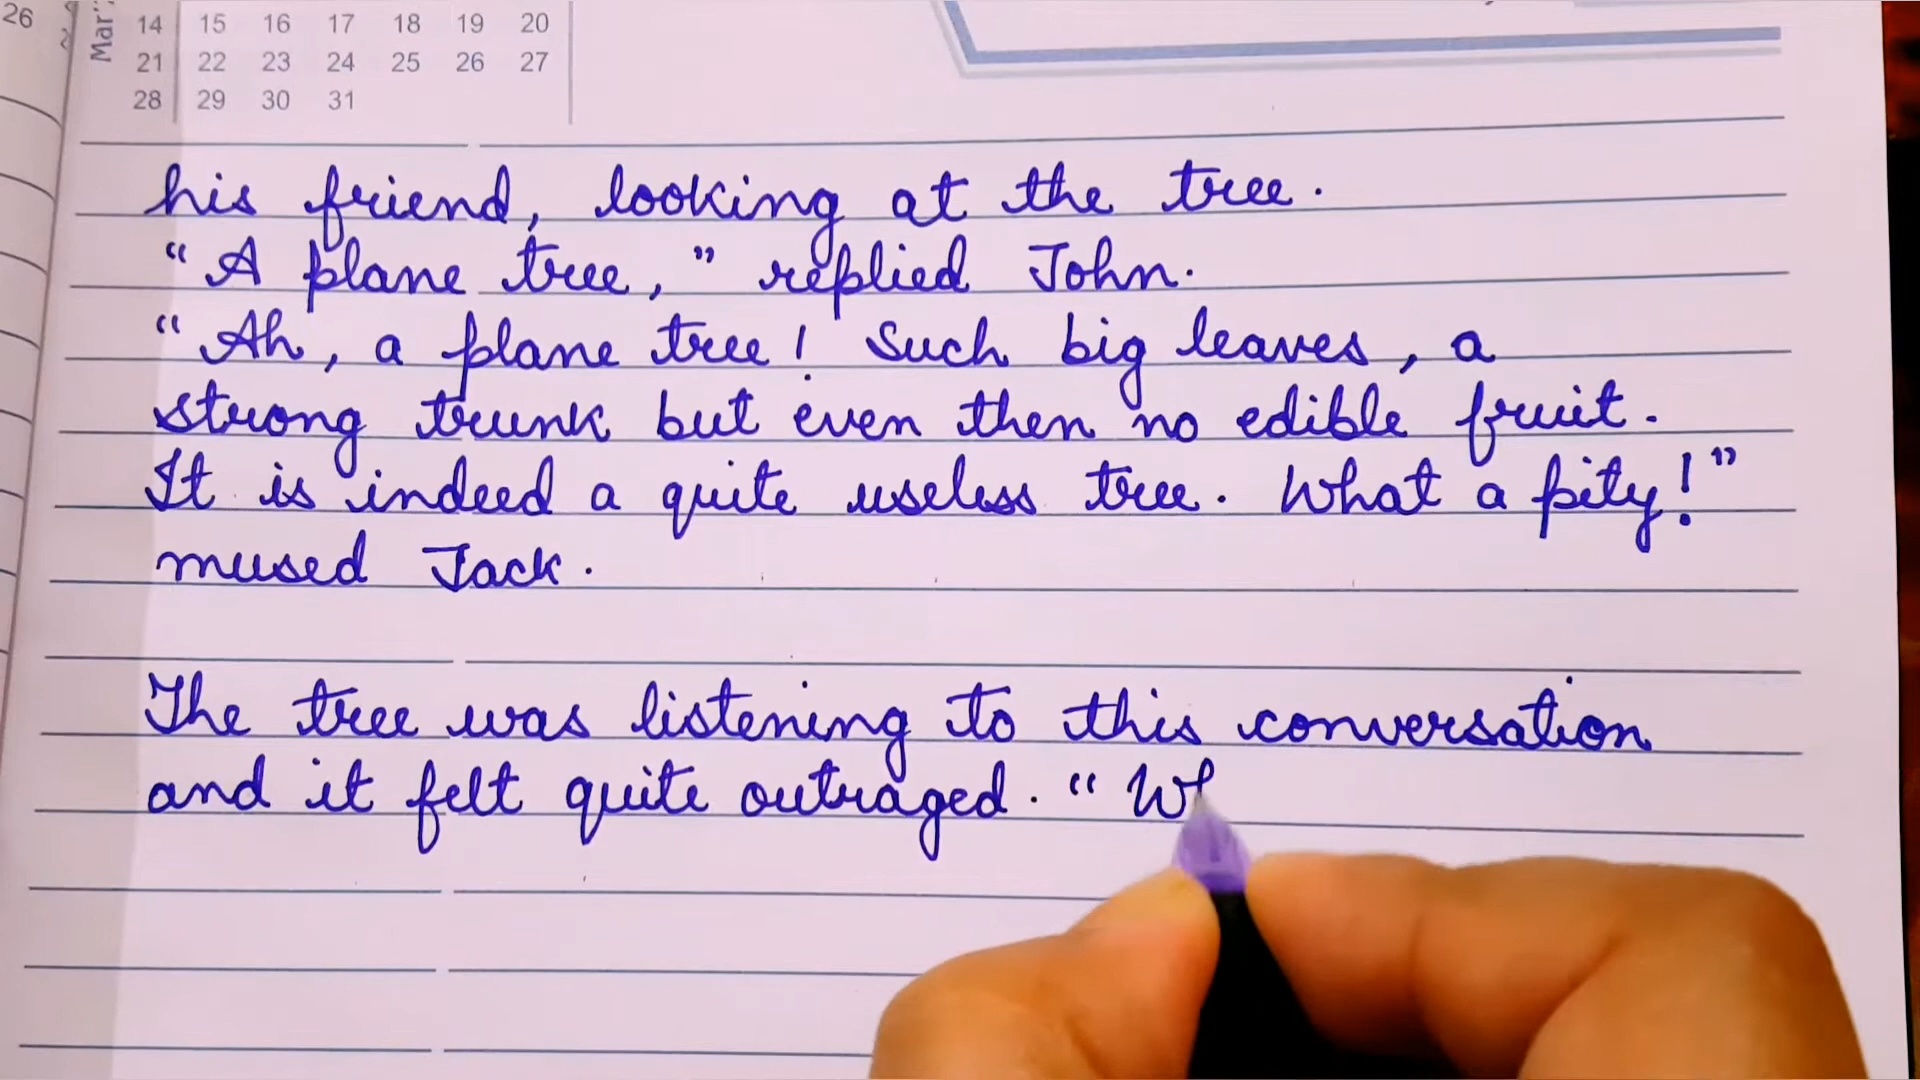 26
Mar'
14 15 16 17 18 19 20
21 22 23 24 25 26 27
28 29 30 31
his friend, looking at the tree.
“A plane tree,” replied John.
“Ah, a plane tree! Such big leaves, a
strong trunk but even then no edible fruit.
It is indeed a quite useless tree. What a pity!”
mused Jack.
The tree was listening to this conversation
and it felt quite outraged. “Wh